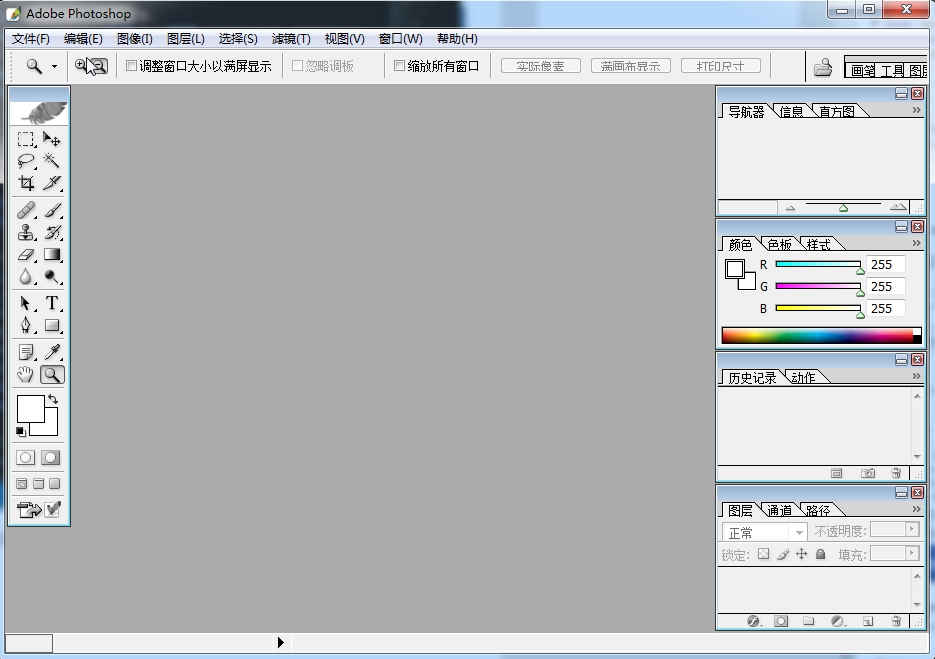 Adobe Photoshop
文件(F) 编辑(E) 图像(I) 图层(L) 选择(S) 滤镜(T) 视图(V) 窗口(W) 帮助(H)
调整窗口大小以满屏显示 忽略调板 缩放所有窗口 实际像素 满画布显示 打印尺寸 画笔 工具 图层
导航器 信息 直方图
颜色 色板 样式
R 255
G 255
B 255
历史记录 动作
图层 通道 路径
正常 不透明度:
锁定: 填充:
T